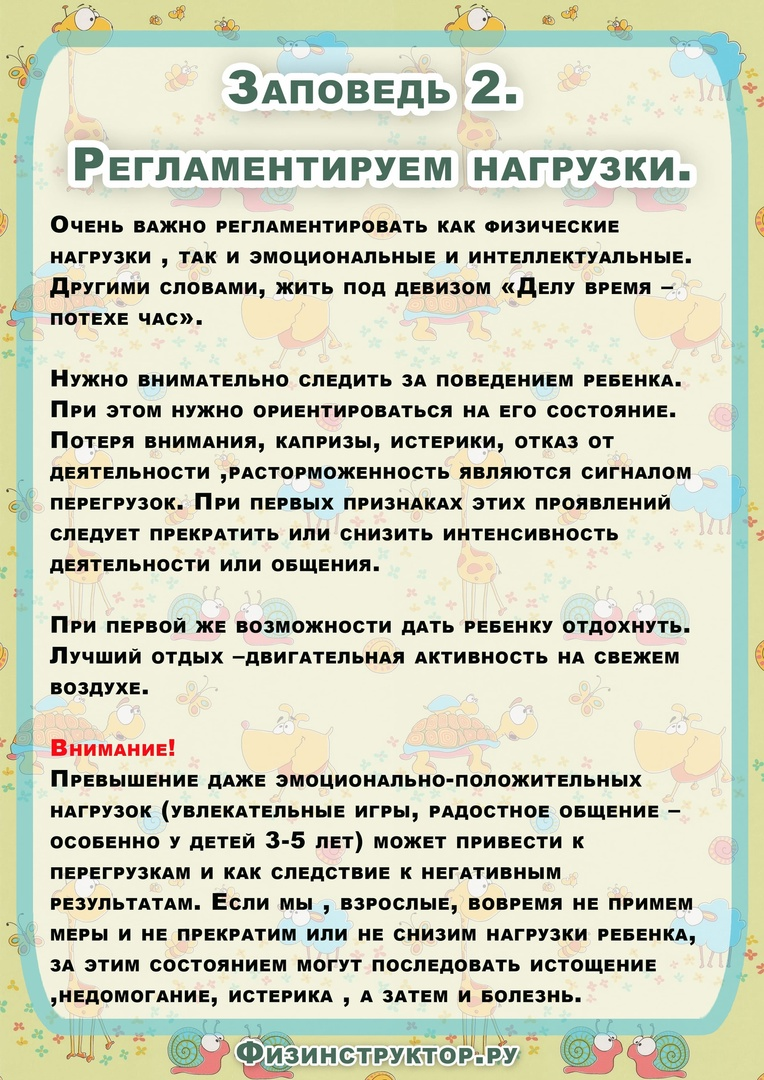 Заповедь 2.
Регламентируем нагрузки.
Очень важно регламентировать как физические
нагрузки , так и эмоциональные и интеллектуальные.
Другими словами, жить под девизом «Делу время –
потехе час».
Нужно внимательно следить за поведением ребенка.
При этом нужно ориентироваться на его состояние.
Потеря внимания, капризы, истерики, отказ от
деятельности ,расторможенность являются сигналом
перегрузок. При первых признаках этих проявлений
следует прекратить или снизить интенсивность
деятельности или общения.
При первой же возможности дать ребенку отдохнуть.
Лучший отдых –двигательная активность на свежем
воздухе.
Внимание!
Превышение даже эмоционально-положительных
нагрузок (увлекательные игры, радостное общение –
особенно у детей 3-5 лет) может привести к
перегрузкам и как следствие к негативным
результатам. Если мы , взрослые, вовремя не примем
меры и не прекратим или не снизим нагрузки ребенка,
за этим состоянием могут последовать истощение
,недомогание, истерика , а затем и болезнь.
Физинструктор.ру